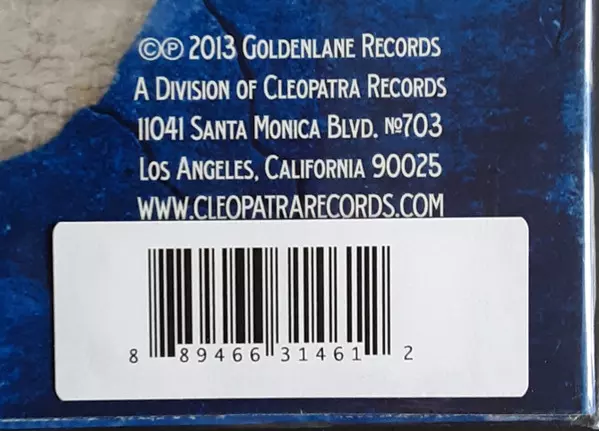 ©℗ 2013 GOLDENLANE RECORDS
A DIVISION OF CLEOPATRA RECORDS
11041 SANTA MONICA BLVD. №703
LOS ANGELES, CALIFORNIA 90025
WWW.CLEOPATRARECORDS.COM
8 89466 31461 2